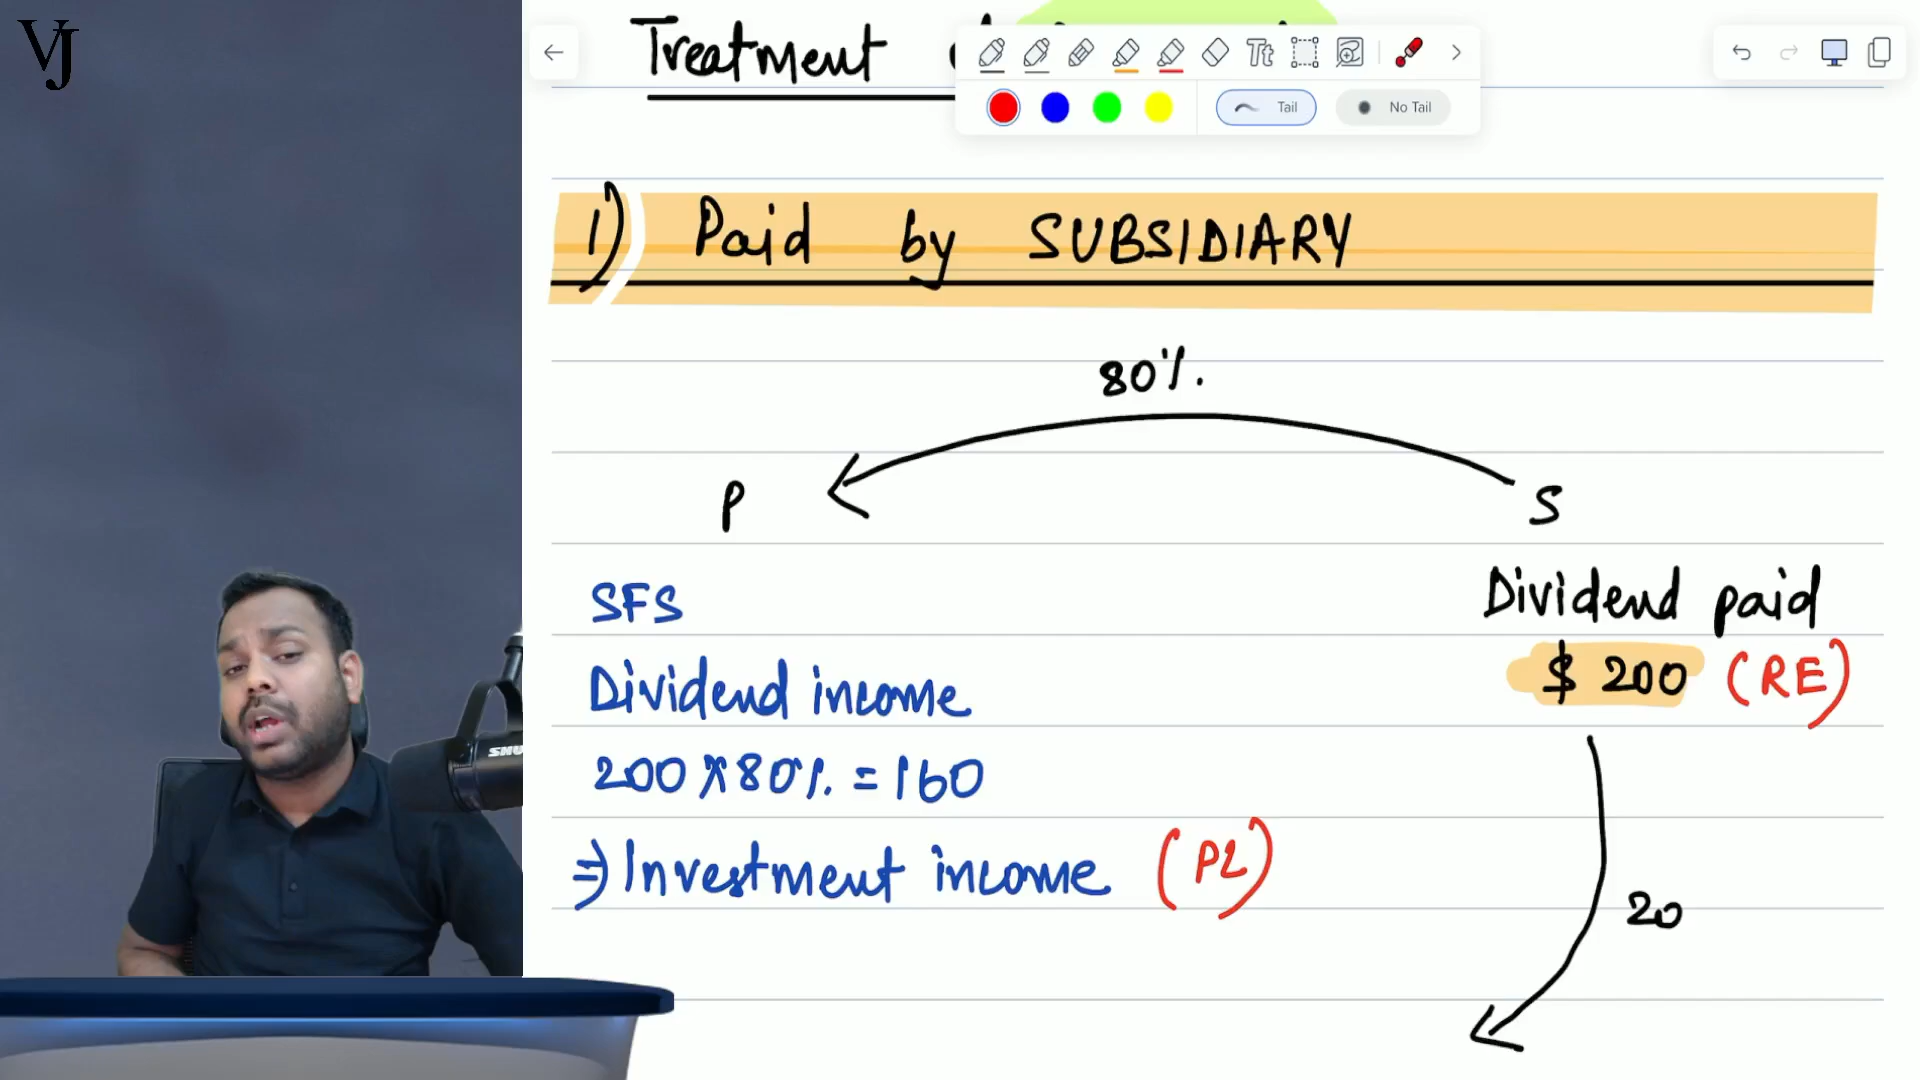 VJ
Treatment
Tt
Tail
No Tail
1) Paid by SUBSIDIARY
80%.
P
S
SFS
Dividend paid
$ 200 (RE)
Dividend income
200 x 80%. = 160
⇒ Investment income (PL)
20
SHU